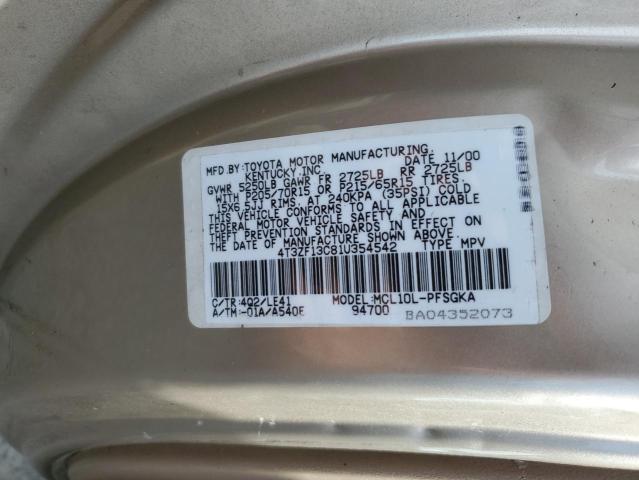 MFD.BY:TOYOTA MOTOR MANUFACTURING,
KENTUCKY,INC. DATE 11/00
GVWR 5250LB GAWR FR 2725LB RR 2725LB
W/ P205/70R15 OR P215/65R15 TIRES.
15X6.5JJ RIMS. AT 240KPA (35PSI) COLD
THIS VEHICLE CONFORMS TO ALL APPLICABLE
FEDERAL MOTOR VEHICLE SAFETY AND
THEFT PREVENTION STANDARDS IN EFFECT ON
THE DATE OF MANUFACTURE SHOWN ABOVE.
4T3ZF13C81U354542 TYPE MPV
C/TR:4Q2/LE41 MODEL:MCL10L-PFSGKA
A/TM:-01A/A540E 94700 BA04352073